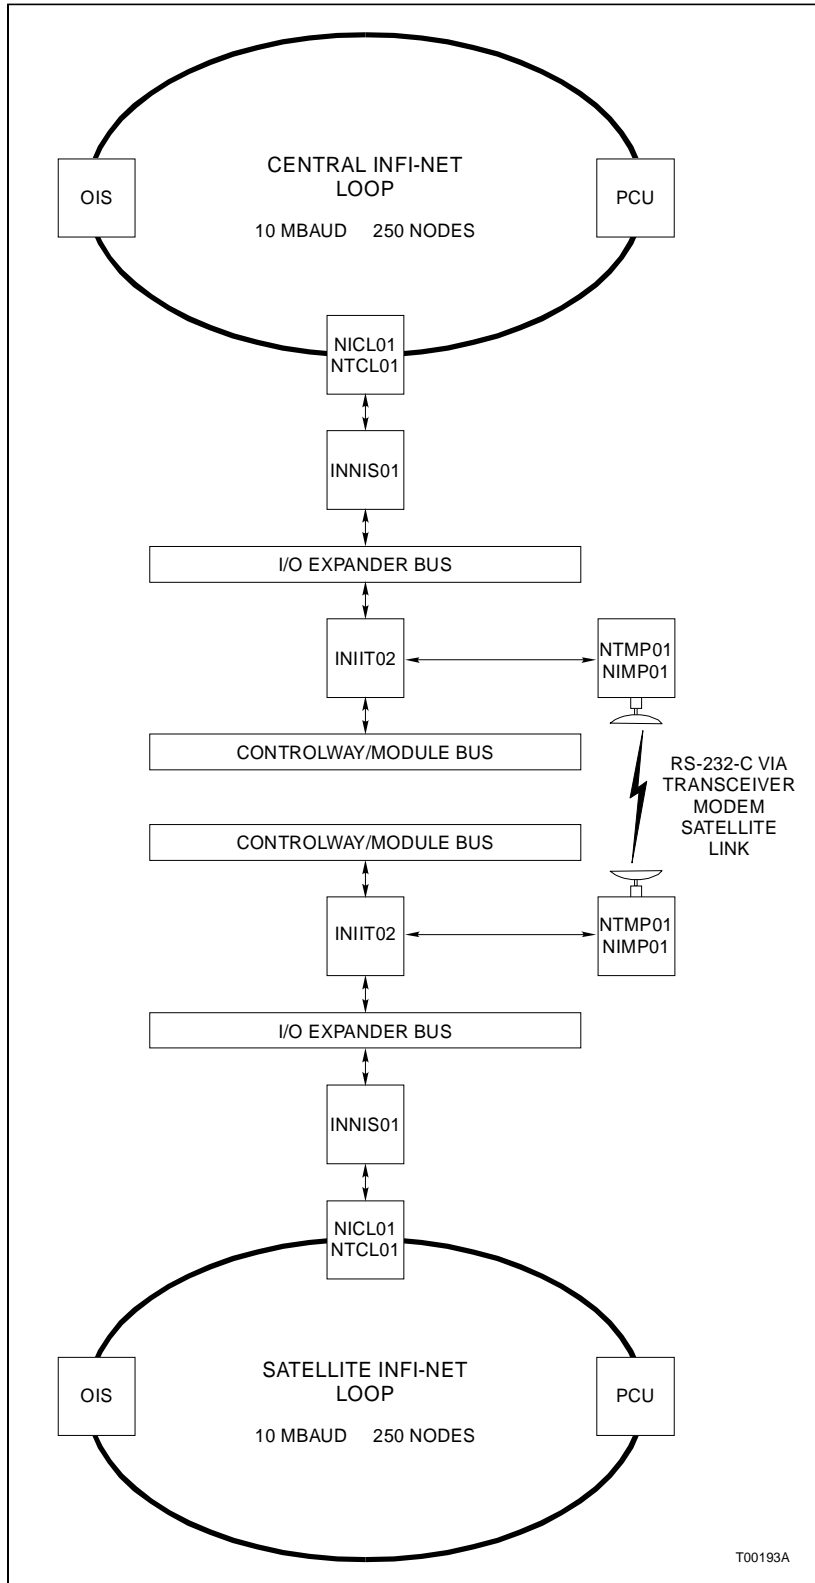 CENTRAL INFI-NET
LOOP
OIS
PCU
10 MBAUD 250 NODES
NICL01
NTCL01
INNIS01
I/O EXPANDER BUS
INIIT02
NTMP01
NIMP01
CONTROLWAY/MODULE BUS
RS-232-C VIA
TRANSCEIVER
MODEM
SATELLITE
LINK
CONTROLWAY/MODULE BUS
INIIT02
NTMP01
NIMP01
I/O EXPANDER BUS
INNIS01
NICL01
NTCL01
SATELLITE INFI-NET
LOOP
OIS
PCU
10 MBAUD 250 NODES
T00193A